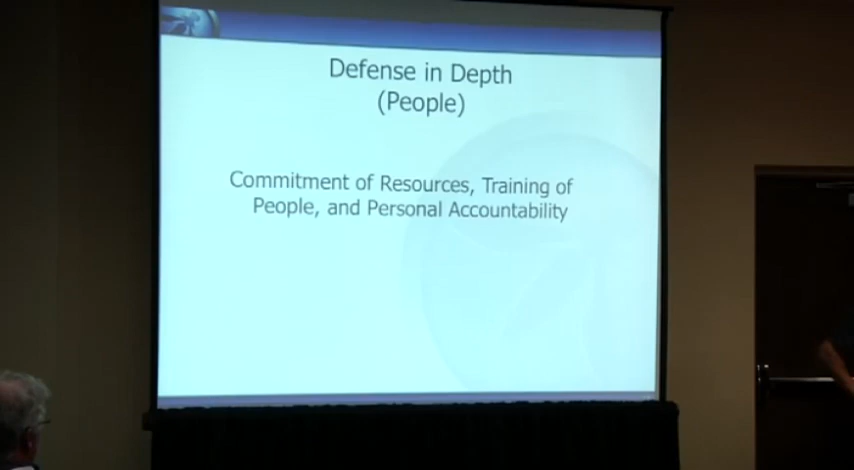 Defense in Depth
(People)
Commitment of Resources, Training of
People, and Personal Accountability